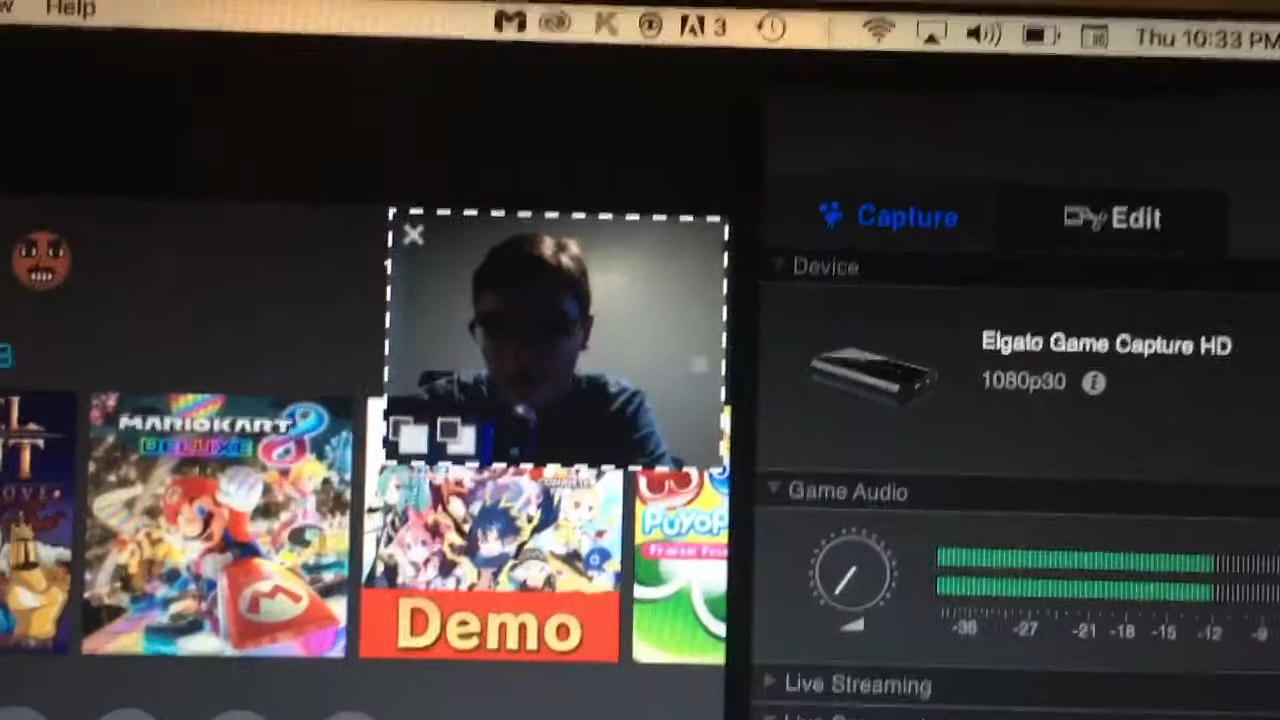 Help
3
Thu 10:33 PM
Capture
Edit
Device
Elgato Game Capture HD
1080p30
MARIOKART 8
DELUXE
Game Audio
-36 -27 -21 -18 -15 -12 -9
Demo
Live Streaming